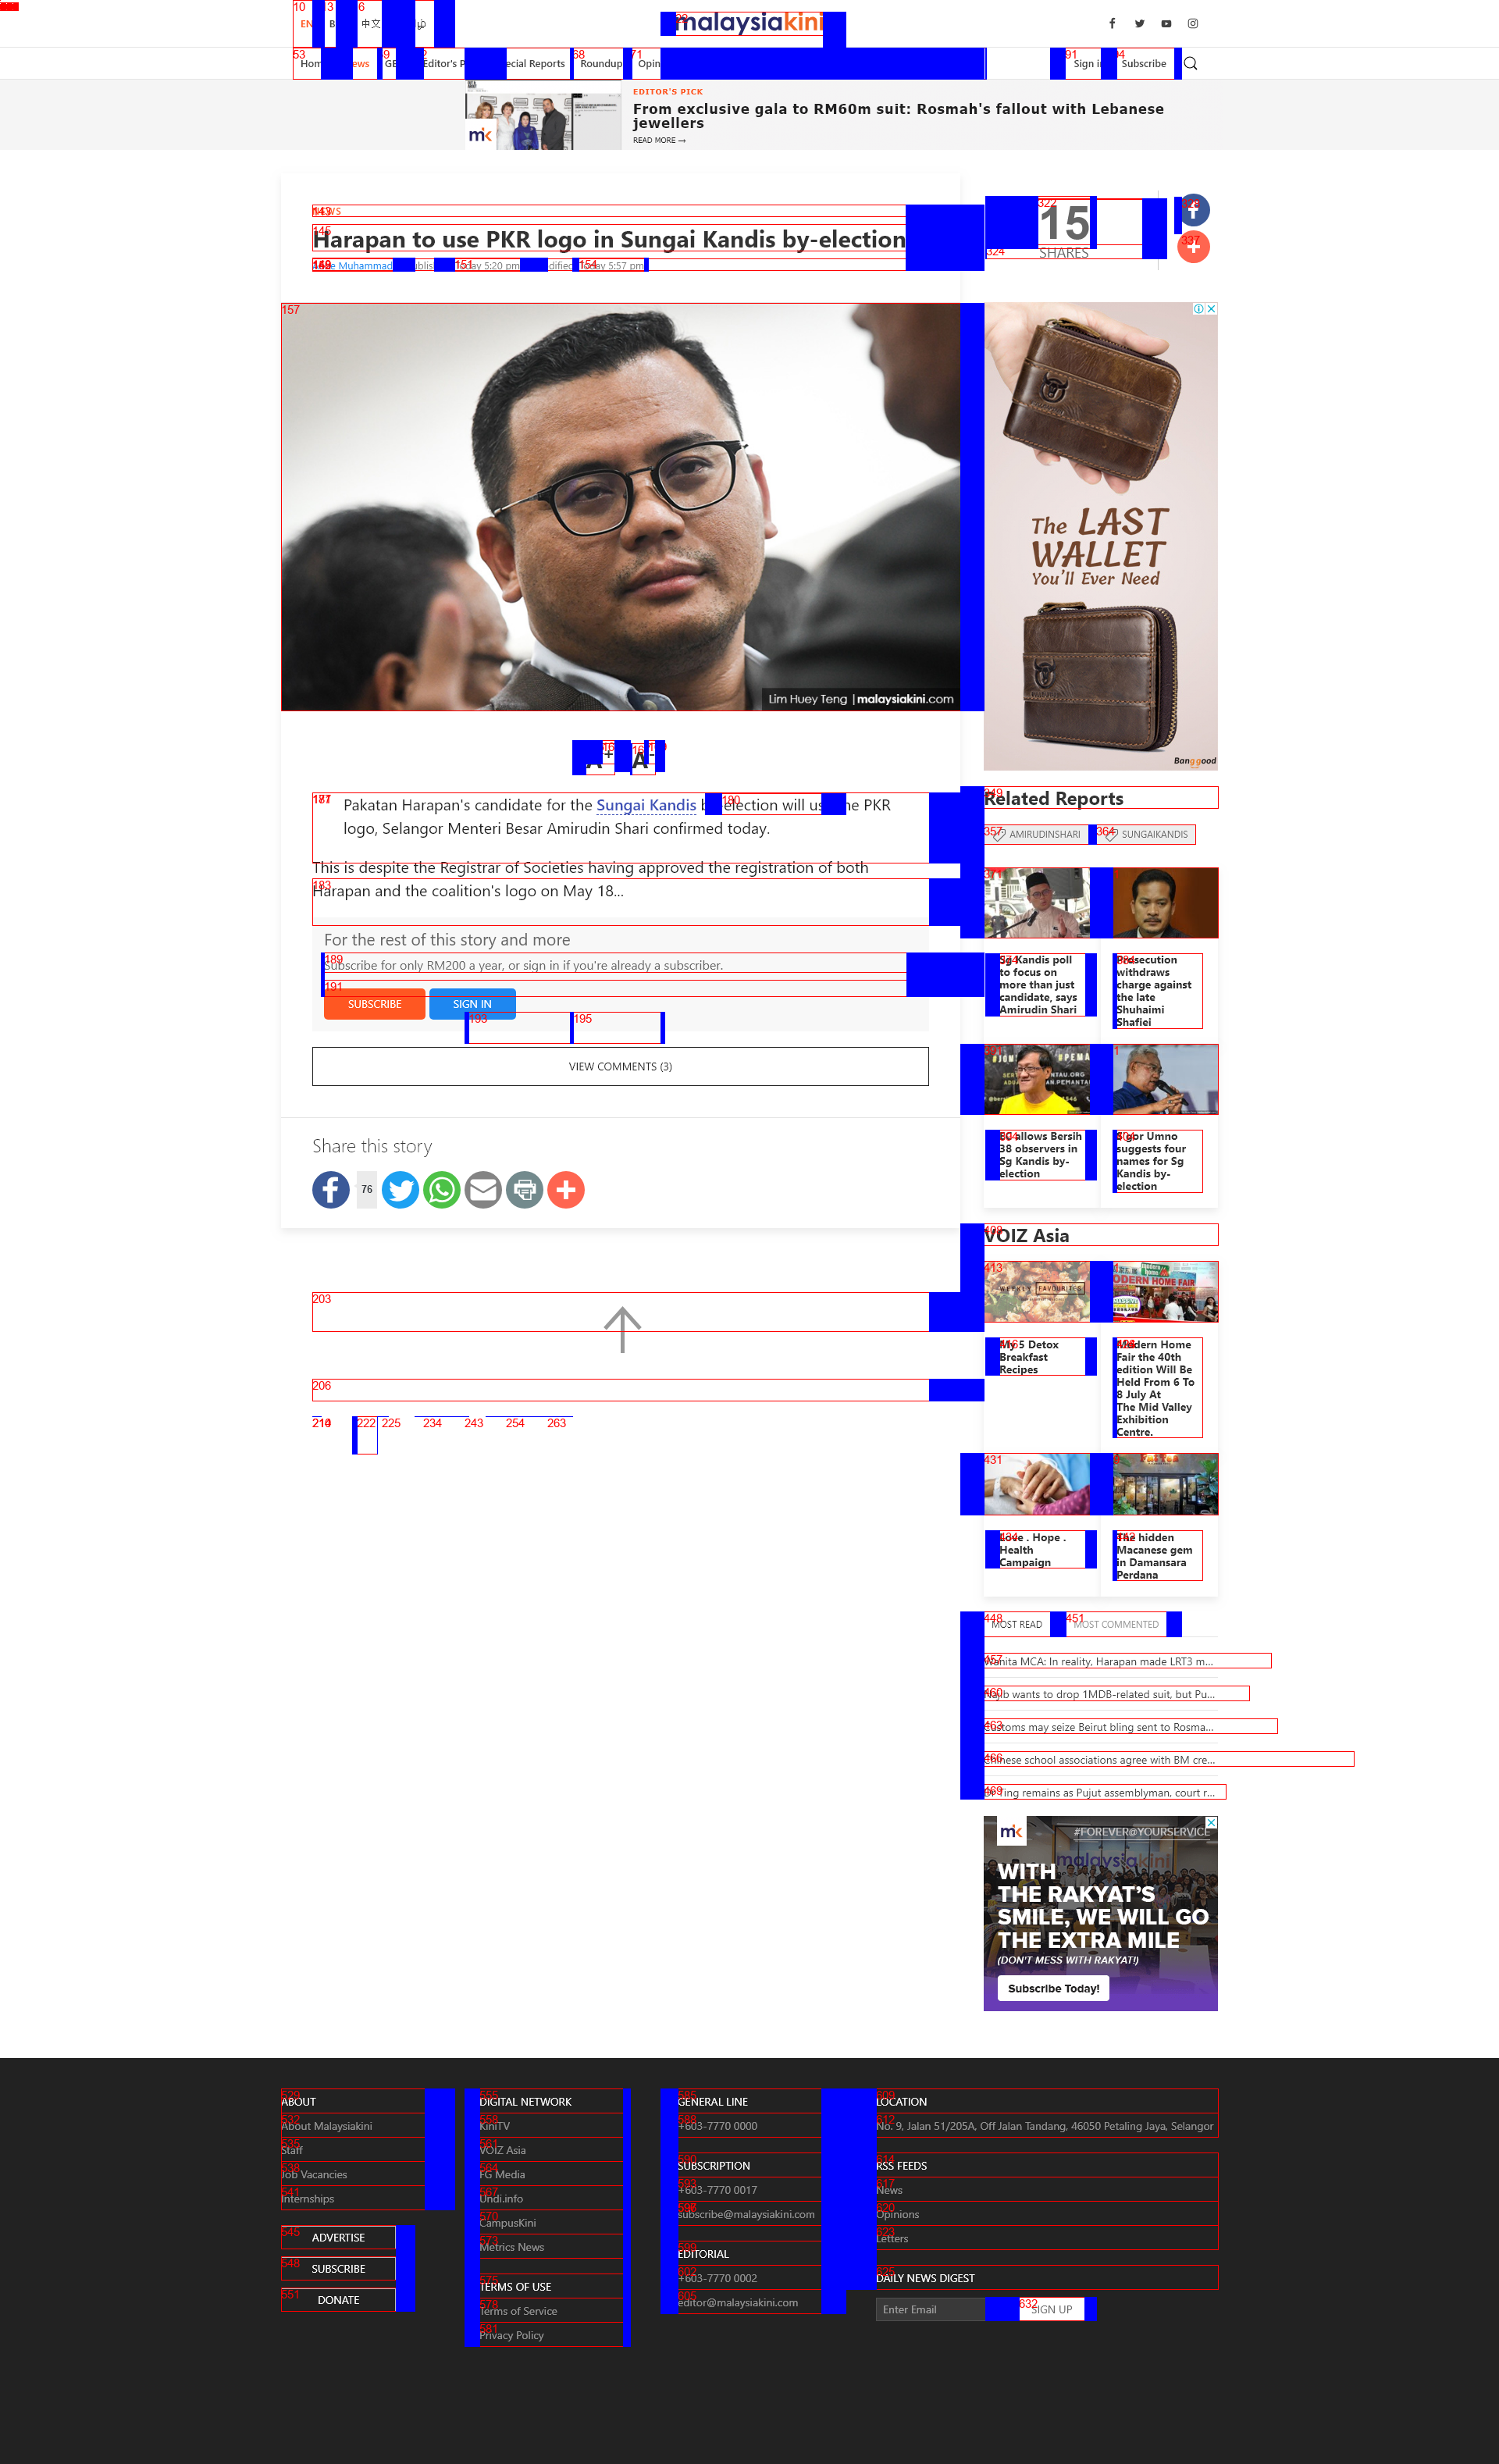 EN
中文
malaysiakini
Editor's
Reports
Roundup
Opin
Sign in
Subscribe
EDITOR'S PICK
From exclusive gala to RM60m suit: Rosmah's fallout with Lebanese
jewellers
READ MORE →
NEWS
Harapan to use PKR logo in Sungai Kandis by-election
Muhammad
Today 5:20 pm
Today 5:57 pm
15
SHARES
Lim Huey Teng | malaysiakini.com
The LAST
WALLET
You'll Ever Need
Banggood
A+ A-
Pakatan Harapan's candidate for the Sungai Kandis by-election will use the PKR
logo, Selangor Menteri Besar Amirudin Shari confirmed today.
This is despite the Registrar of Societies having approved the registration of both
Harapan and the coalition's logo on May 18...
For the rest of this story and more
Subscribe for only RM200 a year, or sign in if you're already a subscriber.
SUBSCRIBE
SIGN IN
VIEW COMMENTS (3)
Share this story
76
Related Reports
AMIRUDINSHARI
SUNGAIKANDIS
Sg Kandis poll
to focus on
more than just
candidate, says
Amirudin Shari
Prosecution
withdraws
charge against
the late
Shuhaimi
Shafiei
EC allows Bersih
38 observers in
Sg Kandis by-
election
S'gor Umno
suggests four
names for Sg
Kandis by-
election
VOIZ Asia
WEEKLY FAVOURITES
MODERN HOME FAIR
My 5 Detox
Breakfast
Recipes
Modern Home
Fair the 40th
edition Will Be
Held From 6 To
8 July At
The Mid Valley
Exhibition
Centre.
Love . Hope .
Health
Campaign
The hidden
Macanese gem
in Damansara
Perdana
MOST READ
MOST COMMENTED
Wanita MCA: In reality, Harapan made LRT3 m...
Najib wants to drop 1MDB-related suit, but Pu...
Customs may seize Beirut bling sent to Rosma...
Chinese school associations agree with BM cre...
Dr Ting remains as Pujut assemblyman, court r...
mk
#FOREVER@YOURSERVICE
malaysiakini
WITH
THE RAKYAT'S
SMILE, WE WILL GO
THE EXTRA MILE
(DON'T MESS WITH RAKYAT!)
Subscribe Today!
ABOUT
About Malaysiakini
Staff
Job Vacancies
Internships
ADVERTISE
SUBSCRIBE
DONATE
DIGITAL NETWORK
KiniTV
VOIZ Asia
FG Media
Undi.info
CampusKini
Metrics News
TERMS OF USE
Terms of Service
Privacy Policy
GENERAL LINE
+603-7770 0000
SUBSCRIPTION
+603-7770 0017
subscribe@malaysiakini.com
EDITORIAL
+603-7770 0002
editor@malaysiakini.com
LOCATION
No. 9, Jalan 51/205A, Off Jalan Tandang, 46050 Petaling Jaya, Selangor
RSS FEEDS
News
Opinions
Letters
DAILY NEWS DIGEST
Enter Email
SIGN UP